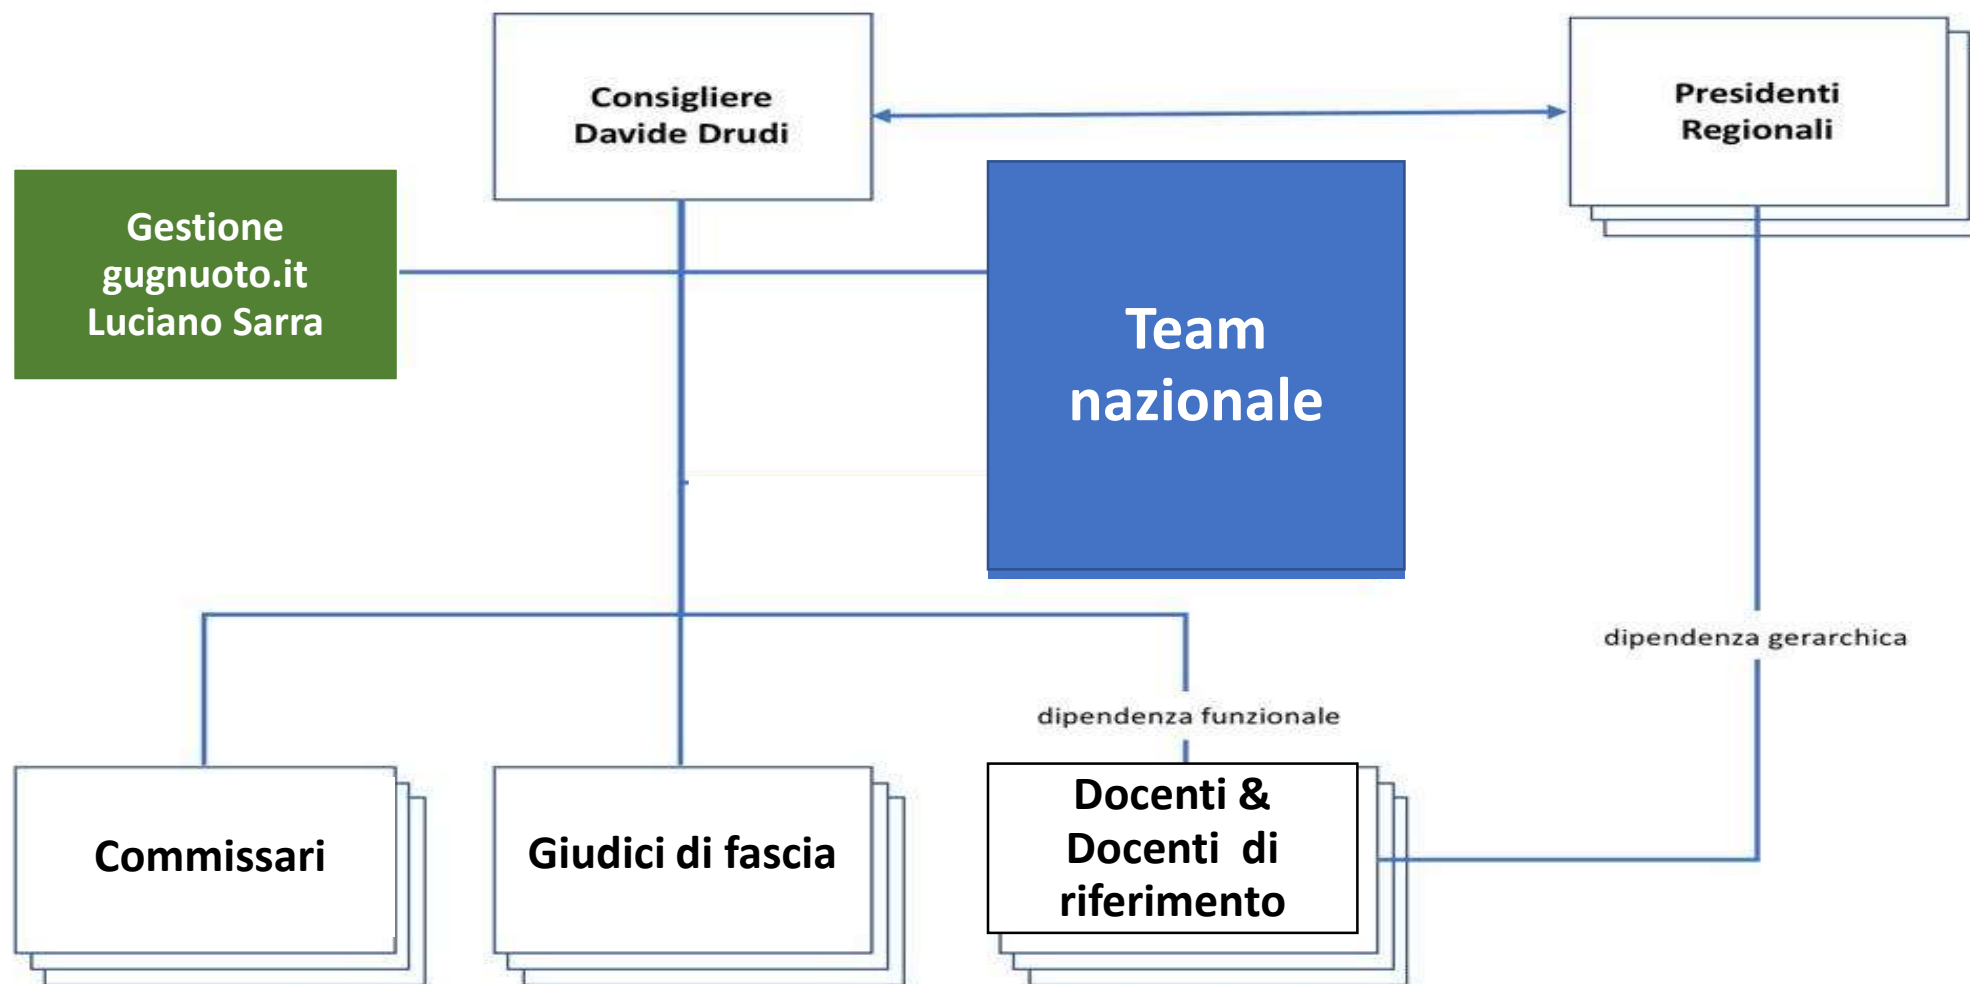 Consigliere
Davide Drudi
Presidenti
Regionali
Gestione
gugnuoto.it
Luciano Sarra
Team
nazionale
dipendenza gerarchica
dipendenza funzionale
Commissari
Giudici di fascia
Docenti &
Docenti di
riferimento